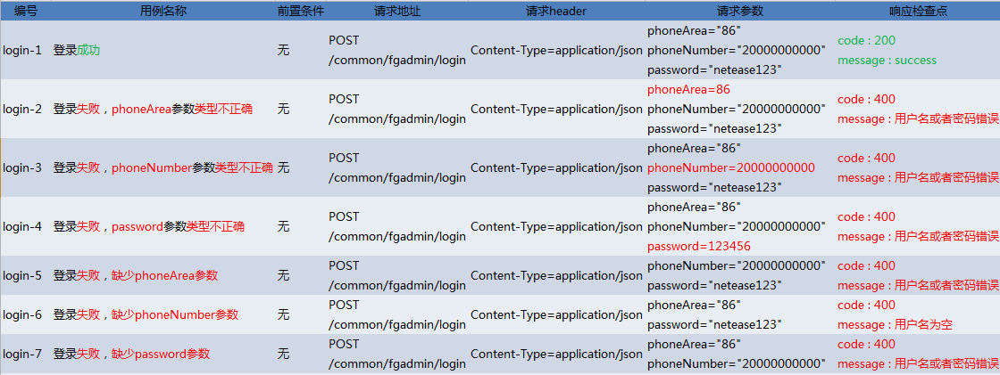 编号 用例名称 前置条件 请求地址 请求header 请求参数 响应检查点
login-1 登录成功 无 POST /common/fgadmin/login Content-Type=application/json phoneArea="86" phoneNumber="20000000000" password="netease123" code : 200 message : success
login-2 登录失败，phoneArea参数类型不正确 无 POST /common/fgadmin/login Content-Type=application/json phoneArea=86 phoneNumber="20000000000" password="netease123" code : 400 message : 用户名或者密码错误
login-3 登录失败，phoneNumber参数类型不正确 无 POST /common/fgadmin/login Content-Type=application/json phoneArea="86" phoneNumber=20000000000 password="netease123" code : 400 message : 用户名或者密码错误
login-4 登录失败，password参数类型不正确 无 POST /common/fgadmin/login Content-Type=application/json phoneArea="86" phoneNumber="20000000000" password=123456 code : 400 message : 用户名或者密码错误
login-5 登录失败，缺少phoneArea参数 无 POST /common/fgadmin/login Content-Type=application/json phoneNumber="20000000000" password="netease123" code : 400 message : 用户名或者密码错误
login-6 登录失败，缺少phoneNumber参数 无 POST /common/fgadmin/login Content-Type=application/json phoneArea="86" password="netease123" code : 400 message : 用户名为空
login-7 登录失败，缺少password参数 无 POST /common/fgadmin/login Content-Type=application/json phoneArea="86" phoneNumber="20000000000" code : 400 message : 用户名或者密码错误